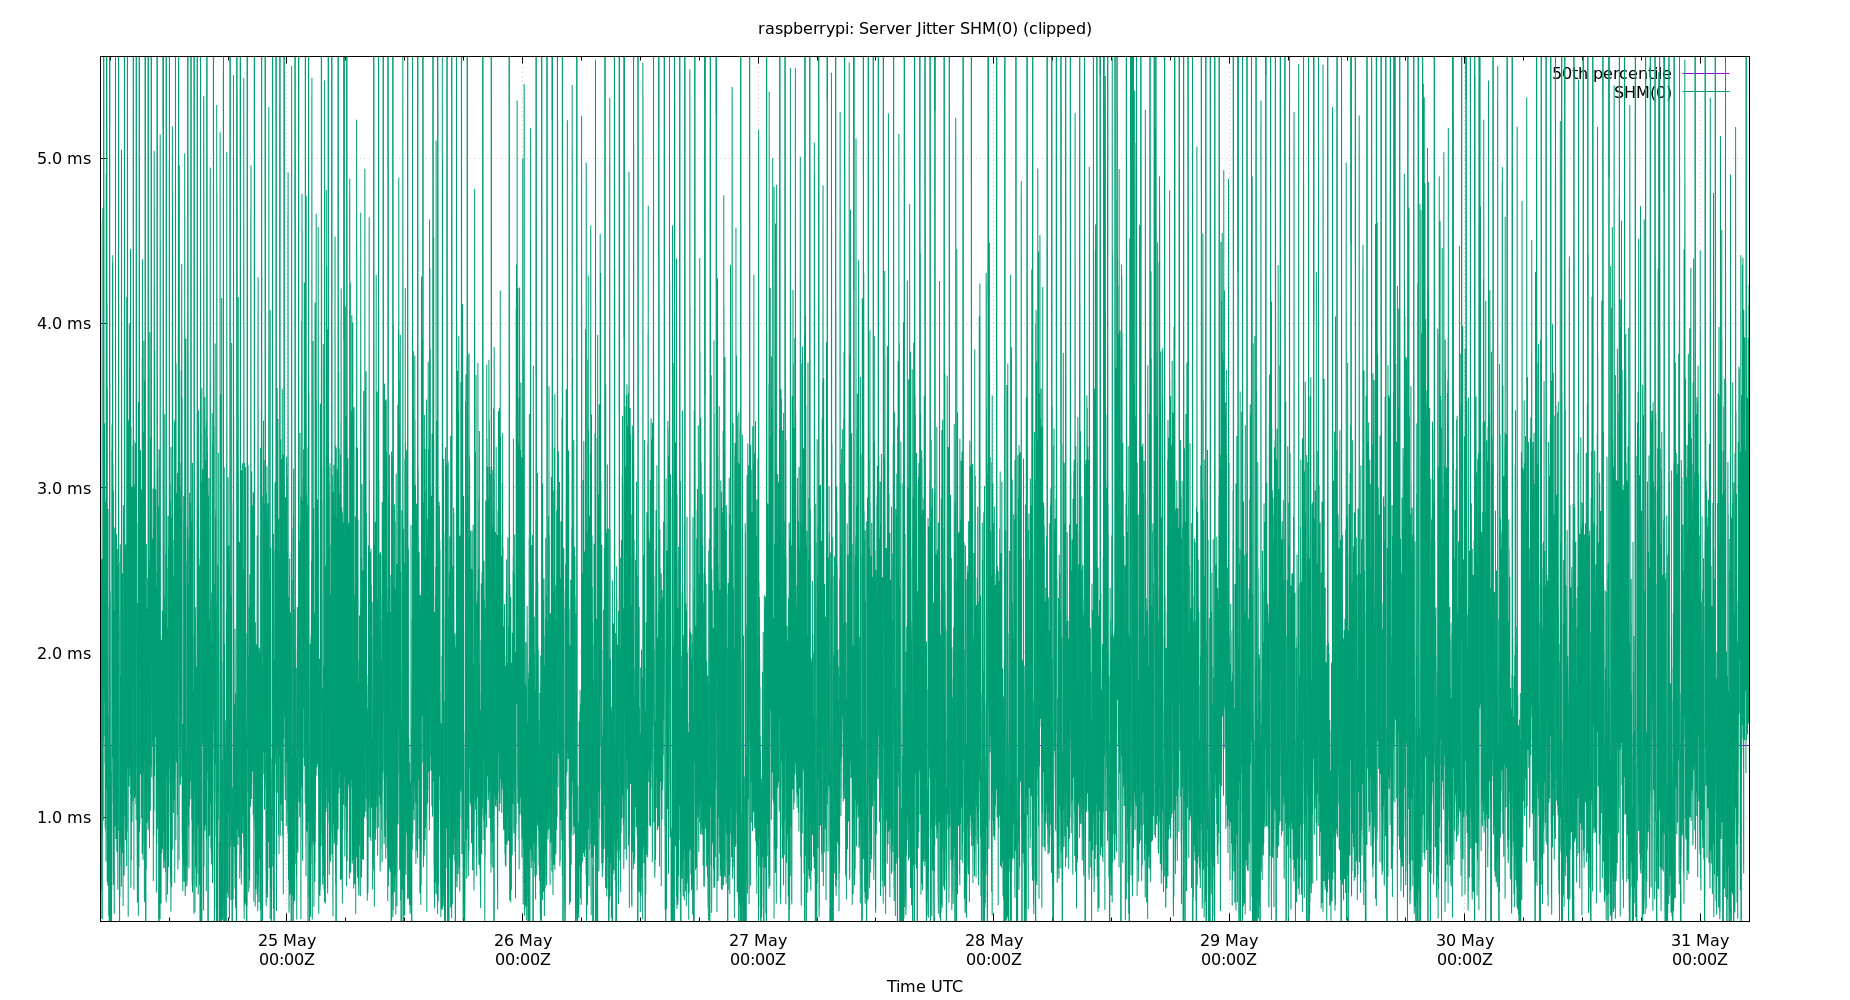 raspberrypi: Server Jitter SHM(0) (clipped)
50th percentile
SHM(0)
5.0 ms
4.0 ms
3.0 ms
2.0 ms
1.0 ms
25 May 26 May 27 May 28 May 29 May 30 May 31 May
00:00Z 00:00Z 00:00Z 00:00Z 00:00Z 00:00Z 00:00Z
Time UTC